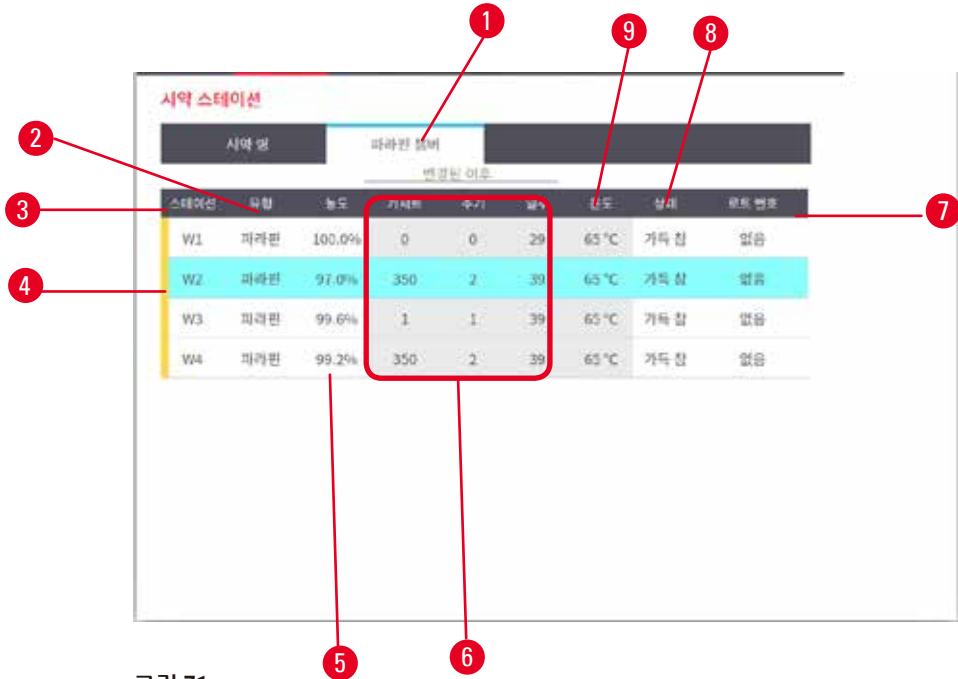 1
9
8
시약 스테이션
2
시약 병
파라핀 챔버
변경된 이후
3
스테이션 유형 농도 카세트 주기 일수 온도 상태 로트 번호
7
W1 파라핀 100.0% 0 0 29 65 °C 가득 참 없음
4
W2 파라핀 97.0% 350 2 39 65 °C 가득 참 없음
W3 파라핀 99.6% 1 1 39 65 °C 가득 참 없음
W4 파라핀 99.2% 350 2 39 65 °C 가득 참 없음
5
6